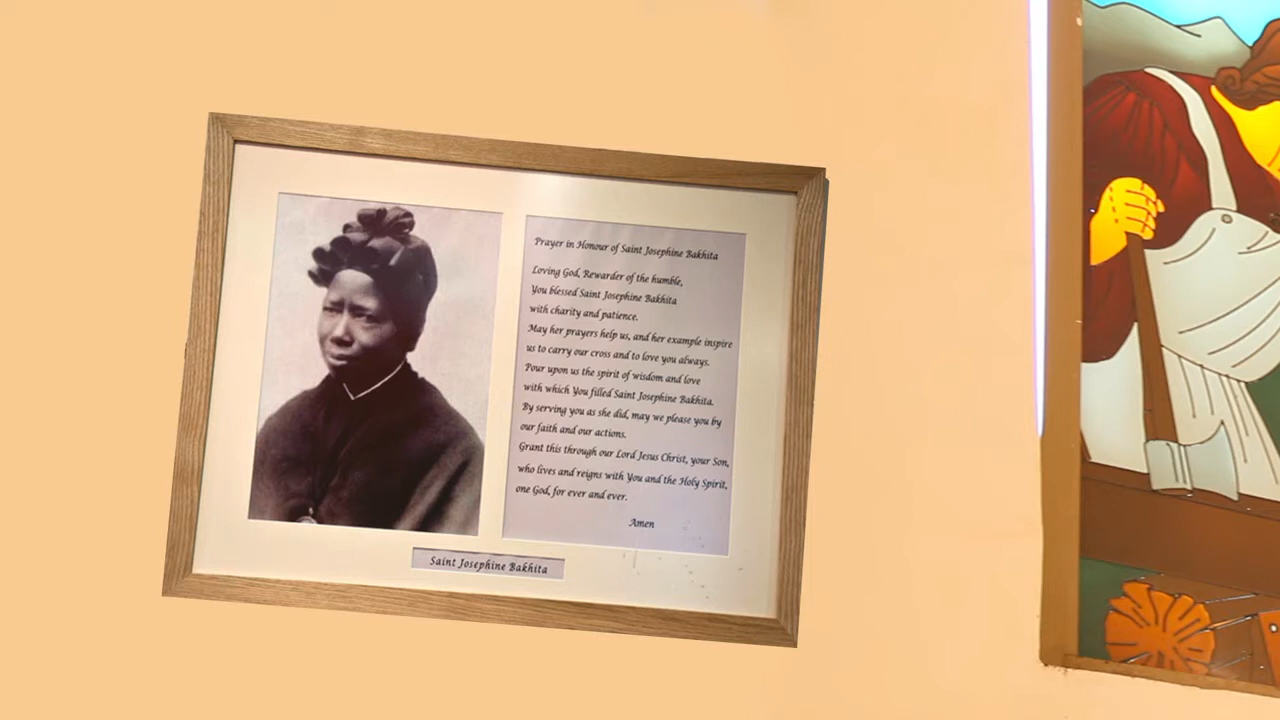 Prayer in Honour of Saint Josephine Bakhita
Loving God, Rewarder of the humble,
You blessed Saint Josephine Bakhita
with charity and patience.
May her prayers help us, and her example inspire
us to carry our cross and to love you always.
Pour upon us the spirit of wisdom and love
with which You filled Saint Josephine Bakhita.
By serving you as she did, may we please you by
our faith and our actions.
Grant this through our Lord Jesus Christ, your Son,
who lives and reigns with You and the Holy Spirit,
one God, for ever and ever.
Amen
Saint Josephine Bakhita